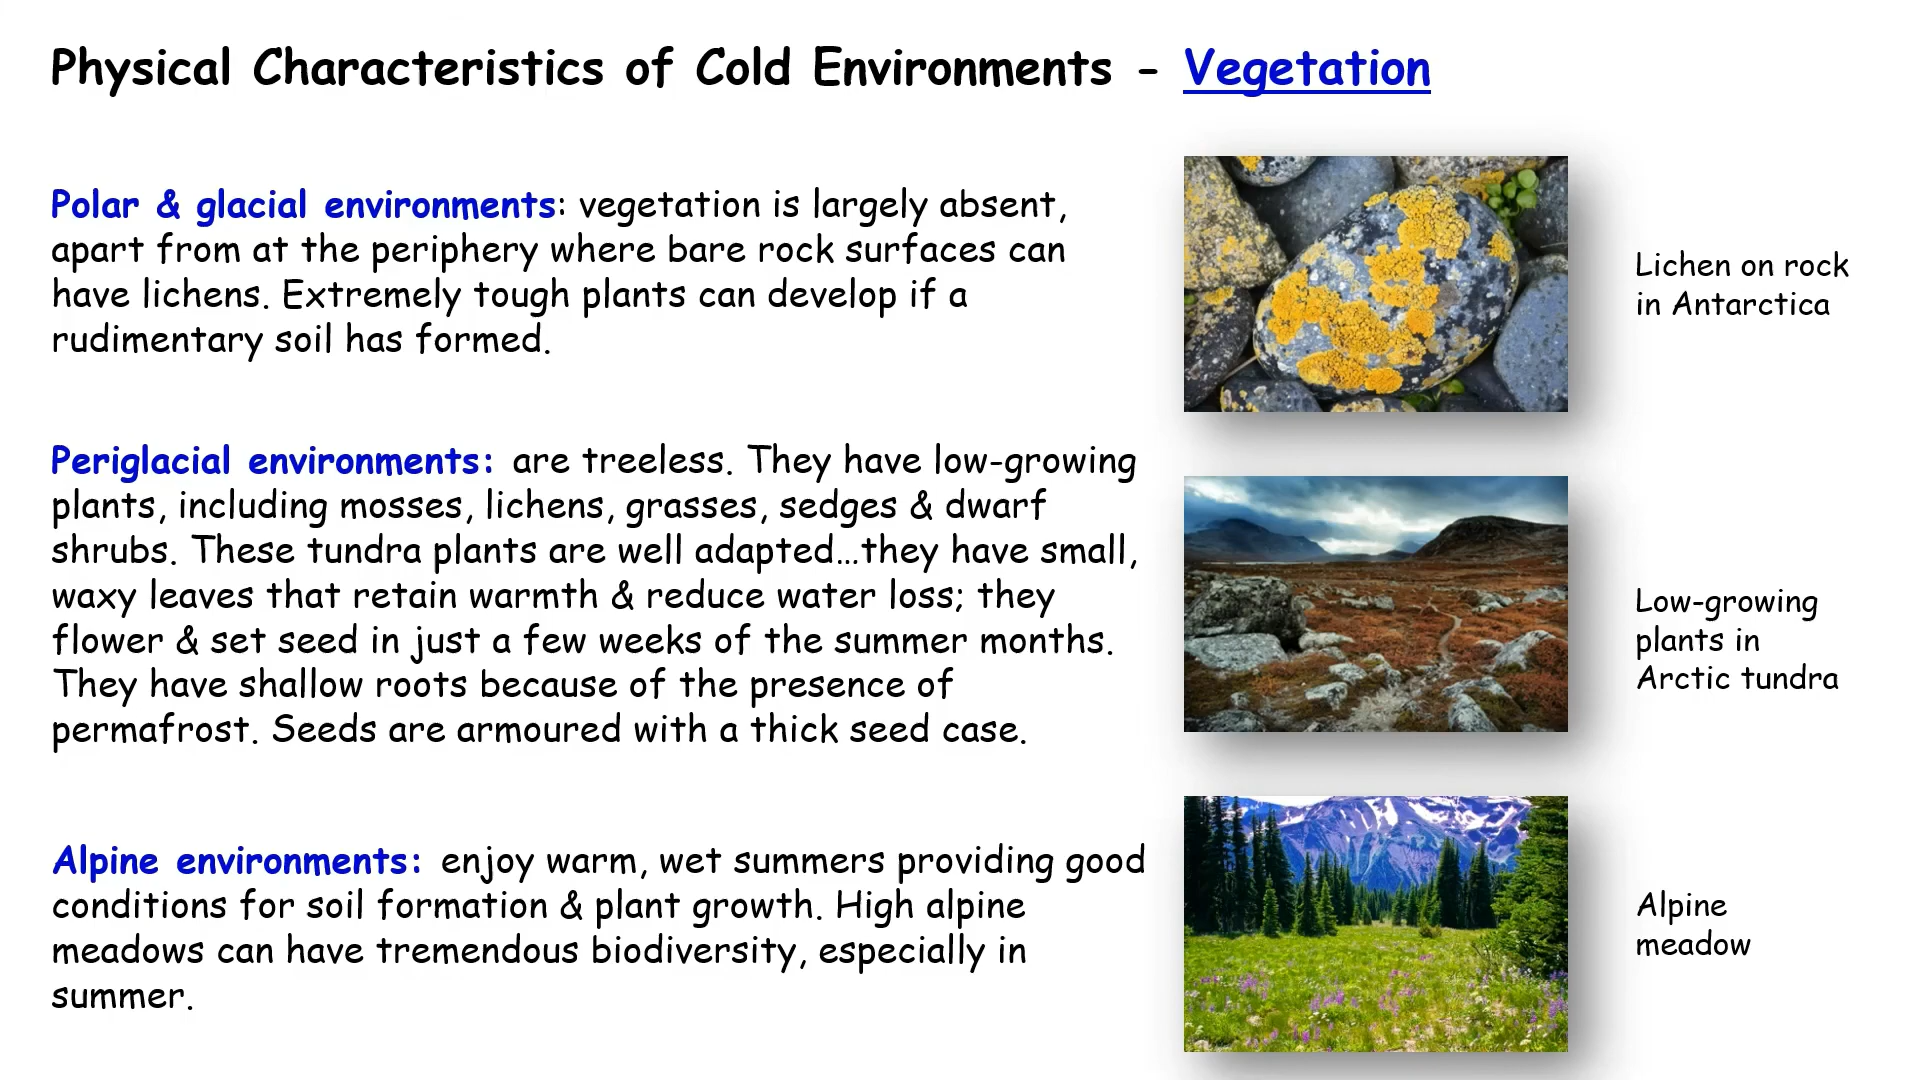 Physical Characteristics of Cold Environments - Vegetation
Polar & glacial environments: vegetation is largely absent,
apart from at the periphery where bare rock surfaces can
have lichens. Extremely tough plants can develop if a
rudimentary soil has formed.
Lichen on rock
in Antarctica
Periglacial environments: are treeless. They have low-growing
plants, including mosses, lichens, grasses, sedges & dwarf
shrubs. These tundra plants are well adapted…they have small,
waxy leaves that retain warmth & reduce water loss; they
flower & set seed in just a few weeks of the summer months.
They have shallow roots because of the presence of
permafrost. Seeds are armoured with a thick seed case.
Low-growing
plants in
Arctic tundra
Alpine environments: enjoy warm, wet summers providing good
conditions for soil formation & plant growth. High alpine
meadows can have tremendous biodiversity, especially in
summer.
Alpine
meadow